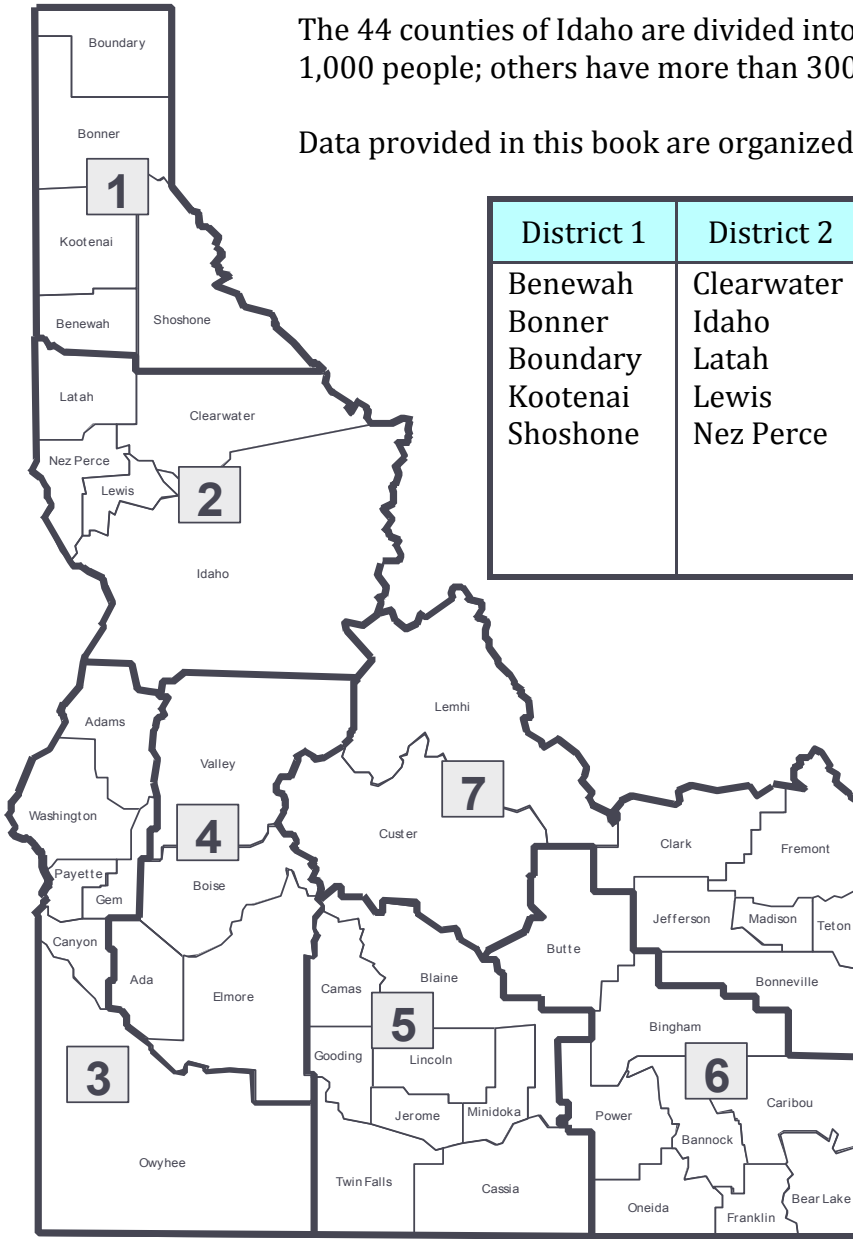 The 44 counties of Idaho are divided into
1,000 people; others have more than 300
Data provided in this book are organized
District 1 District 2
Benewah Clearwater
Bonner Idaho
Boundary Latah
Kootenai Lewis
Shoshone Nez Perce
Boundary
Bonner
1
Kootenai
Benewah
Shoshone
Latah
Clearwater
Nez Perce
Lewis
2
Idaho
Adams
Lemhi
Valley
7
Washington
4
Custer
Clark
Fremont
Payette
Boise
Gem
Jefferson
Madison
Teton
Canyon
Butte
Ada
Elmore
Camas
Blaine
Bonneville
5
Bingham
3
Gooding
Lincoln
6
Caribou
Jerome
Minidoka
Power
Bannock
Owyhee
Twin Falls
Cassia
Oneida
Franklin
Bear Lake